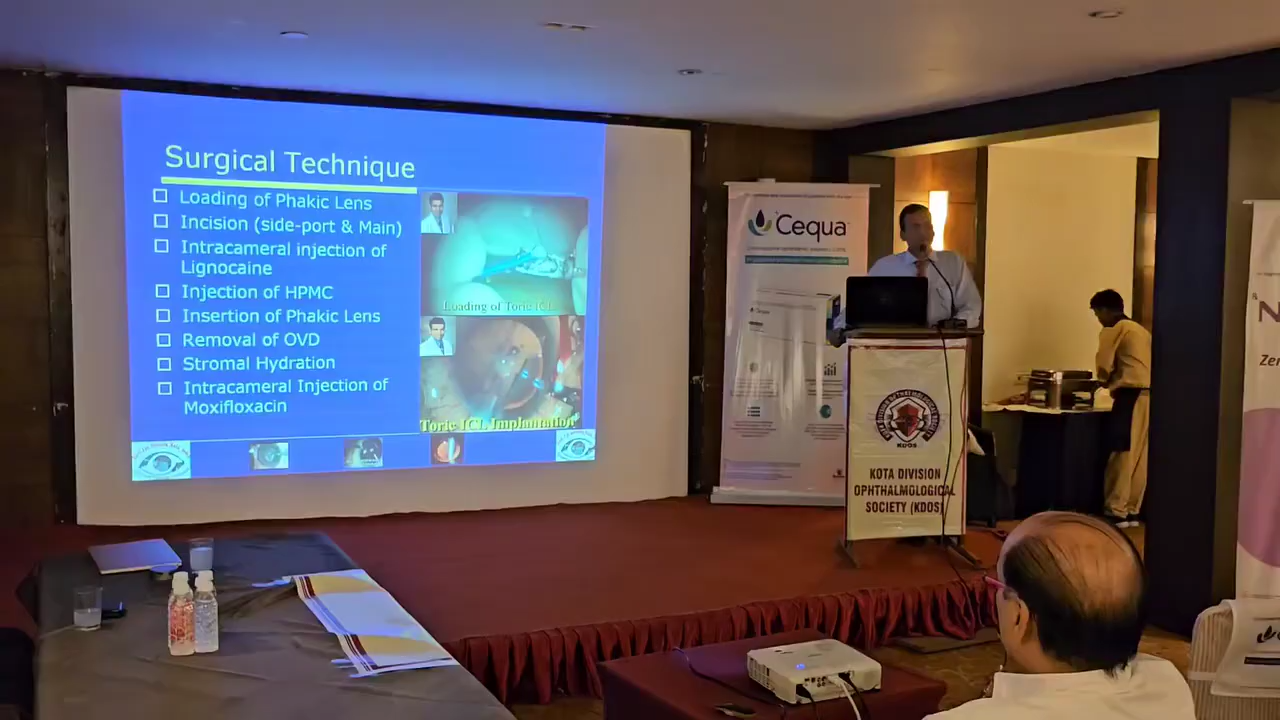 Surgical Technique
Loading of Phakic Lens
Incision (side-port & Main)
Intracameral injection of
Lignocaine
Injection of HPMC
Insertion of Phakic Lens
Removal of OVD
Stromal Hydration
Intracameral Injection of
Moxifloxacin
Loading of Toric ICL
Toric ICL Implantation
Cequa
KDOS
KOTA DIVISION
OPHTHALMOLOGICAL
SOCIETY (KDOS)